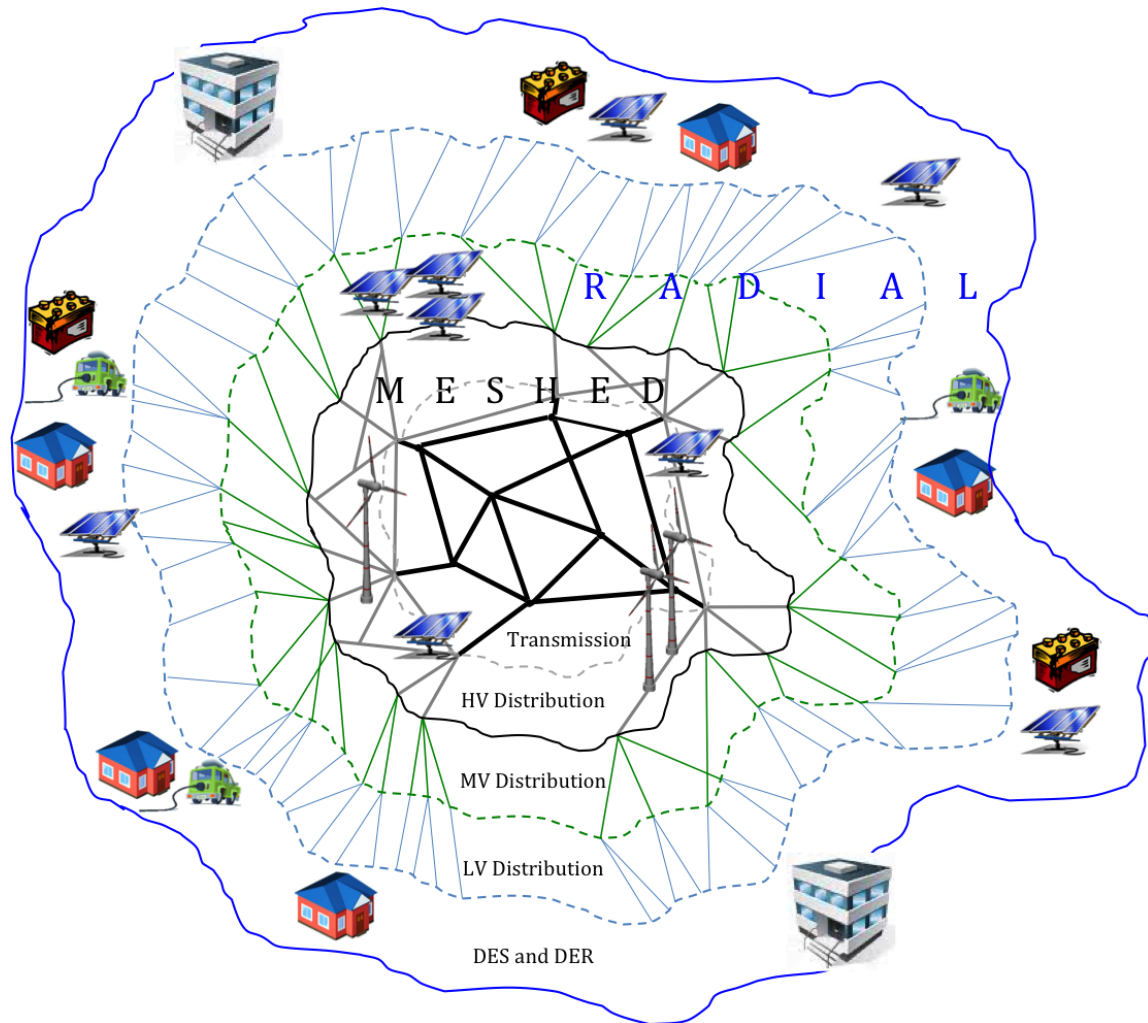 R A D I A L
M E S H E D
Transmission
HV Distribution
MV Distribution
LV Distribution
DES and DER